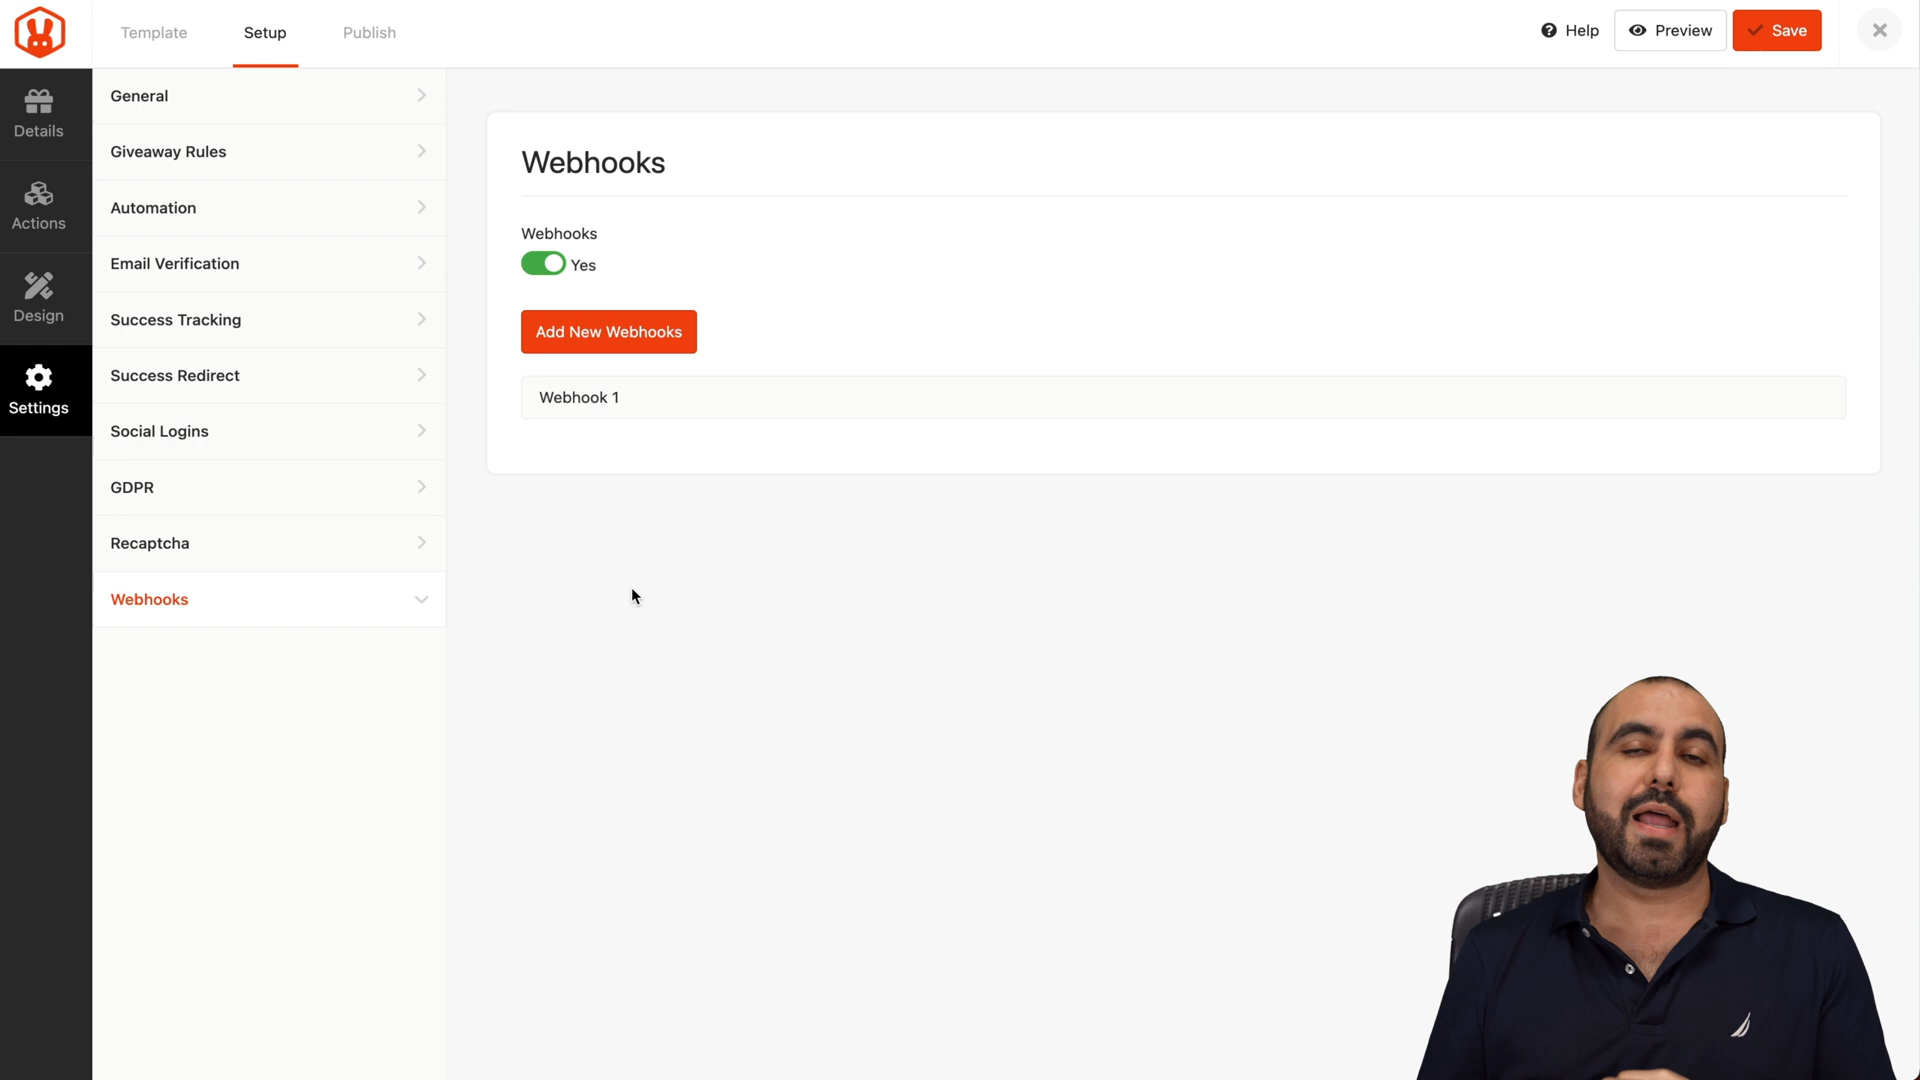 Template
Setup
Publish
Help
Preview
Save
Details
Actions
Design
Settings
General
Giveaway Rules
Automation
Email Verification
Success Tracking
Success Redirect
Social Logins
GDPR
Recaptcha
Webhooks
Webhooks
Webhooks
Yes
Add New Webhooks
Webhook 1